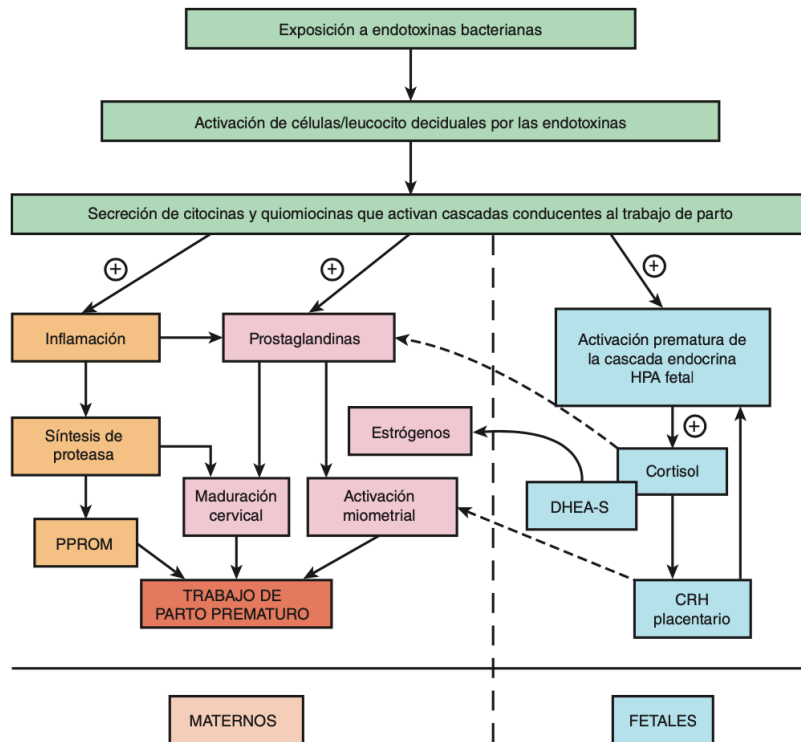 Exposición a endotoxinas bacterianas
Activación de células/leucocito deciduales por las endotoxinas
Secreción de citocinas y quiomiocinas que activan cascadas conducentes al trabajo de parto
+
+
+
Inflamación
Prostaglandinas
Activación prematura de
la cascada endocrina
HPA fetal
+
Síntesis de
proteasa
Estrógenos
Cortisol
DHEA-S
Maduración
cervical
Activación
miometrial
PPROM
TRABAJO DE
PARTO PREMATURO
CRH
placentario
MATERNOS
FETALES